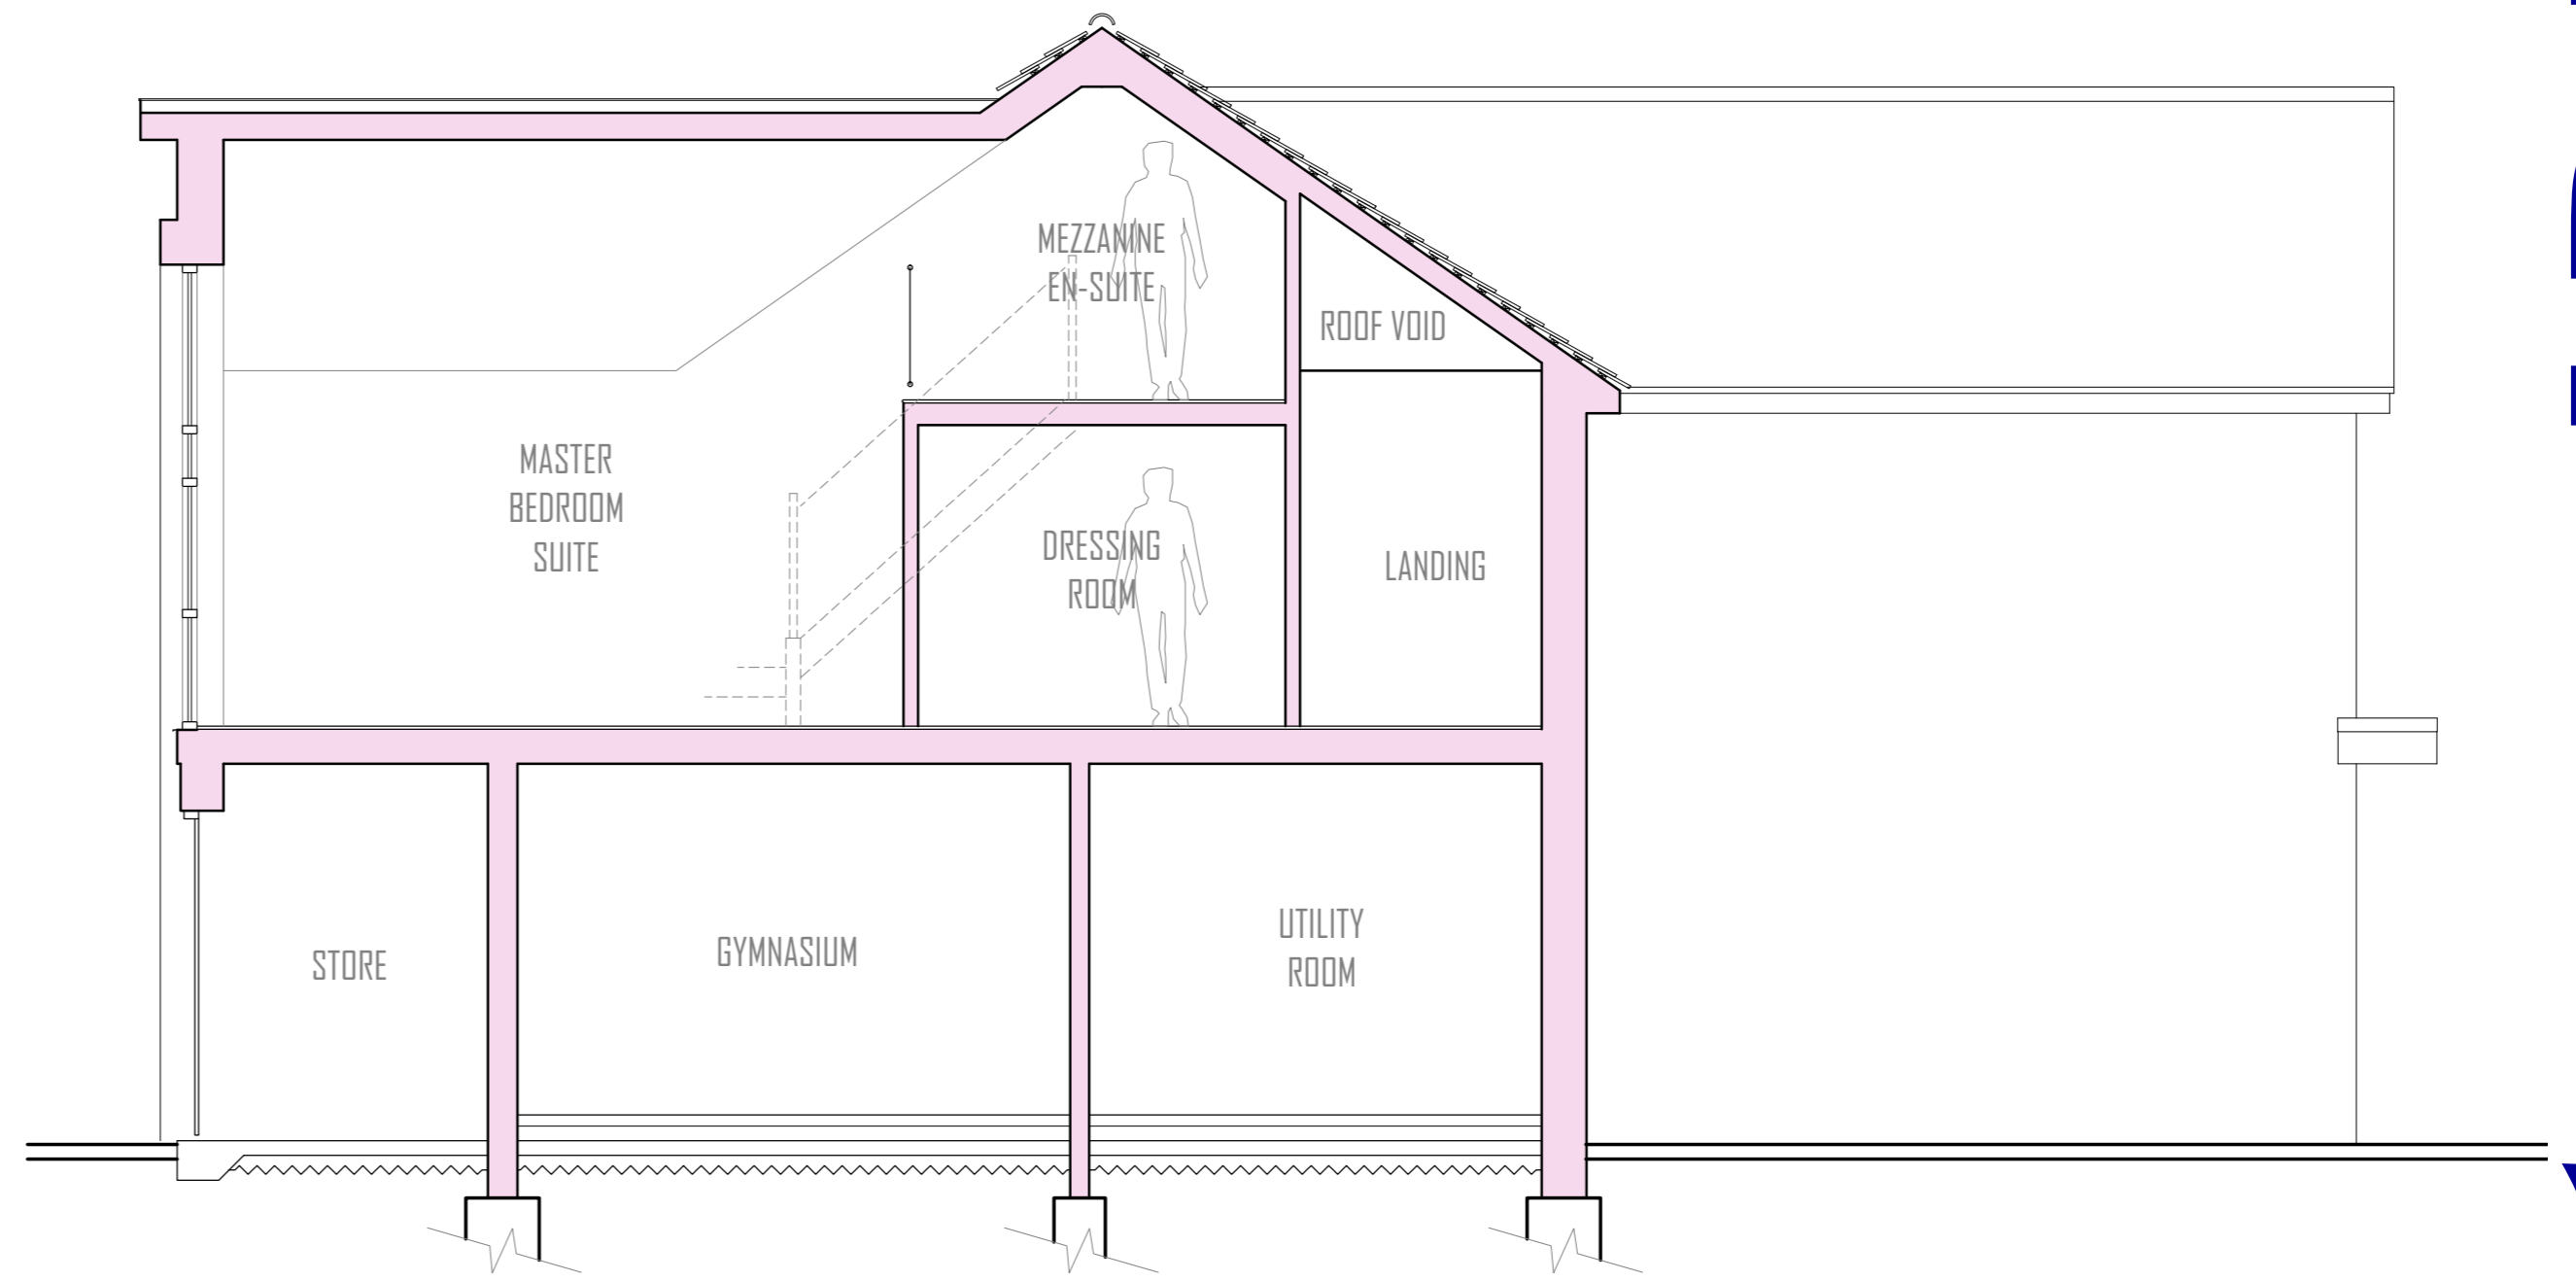 MEZZANINE
EN-SUITE
ROOF VOID
MASTER
BEDROOM
SUITE
DRESSING
ROOM
LANDING
STORE
GYMNASIUM
UTILITY
ROOM